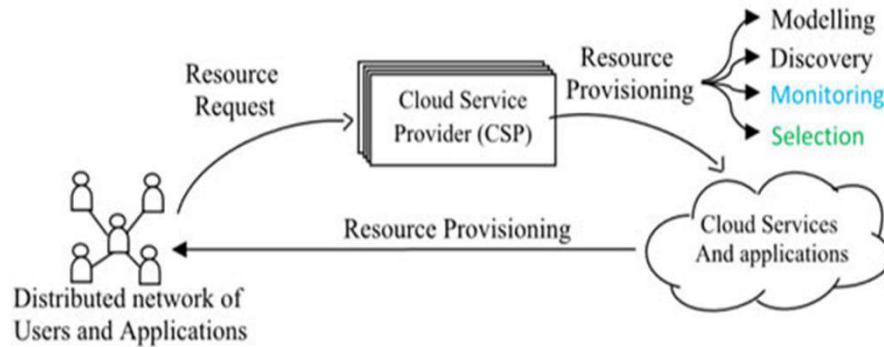 Resource
Request
Cloud Service
Provider (CSP)
Resource
Provisioning
Modelling
Discovery
Monitoring
Selection
Cloud Services
And applications
Resource Provisioning
Distributed network of
Users and Applications